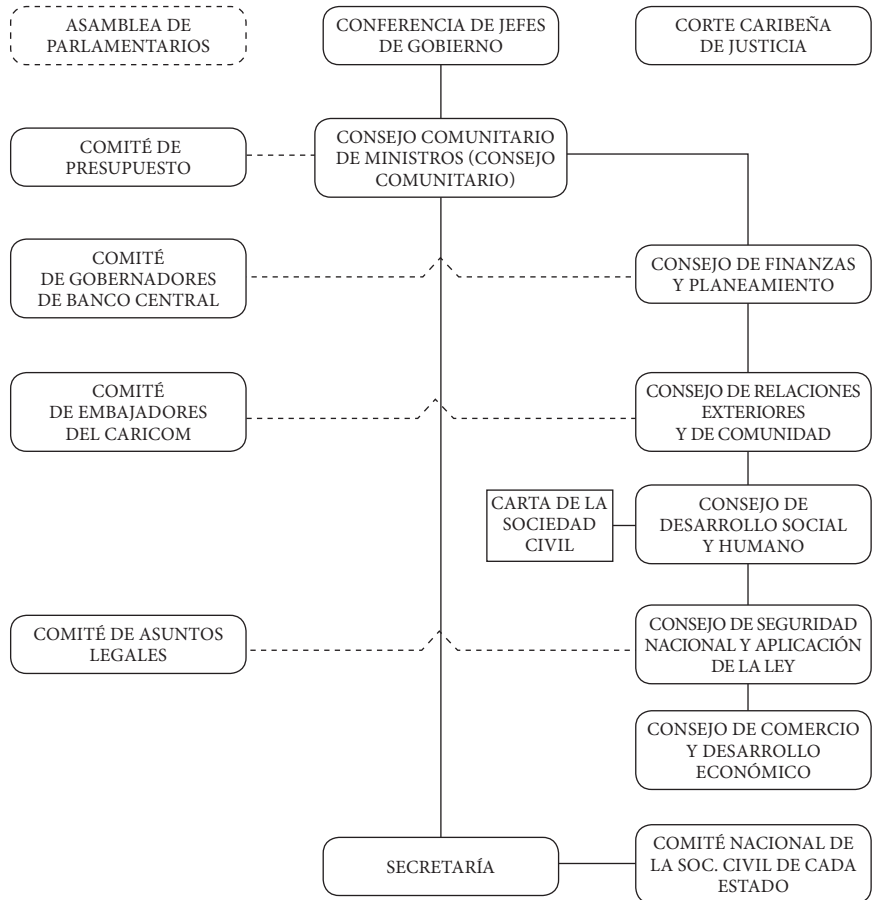 ASAMBLEA DE
PARLAMENTARIOS
CONFERENCIA DE JEFES
DE GOBIERNO
CORTE CARIBEÑA
DE JUSTICIA
COMITÉ DE
PRESUPUESTO
CONSEJO COMUNITARIO
DE MINISTROS (CONSEJO
COMUNITARIO)
COMITÉ
DE GOBERNADORES
DE BANCO CENTRAL
CONSEJO DE FINANZAS
Y PLANEAMIENTO
COMITÉ
DE EMBAJADORES
DEL CARICOM
CONSEJO DE RELACIONES
EXTERIORES
Y DE COMUNIDAD
CARTA DE LA
SOCIEDAD
CIVIL
CONSEJO DE
DESARROLLO SOCIAL
Y HUMANO
COMITÉ DE ASUNTOS
LEGALES
CONSEJO DE SEGURIDAD
NACIONAL Y APLICACIÓN
DE LA LEY
CONSEJO DE COMERCIO
Y DESARROLLO
ECONÓMICO
SECRETARÍA
COMITÉ NACIONAL DE
LA SOC. CIVIL DE CADA
ESTADO